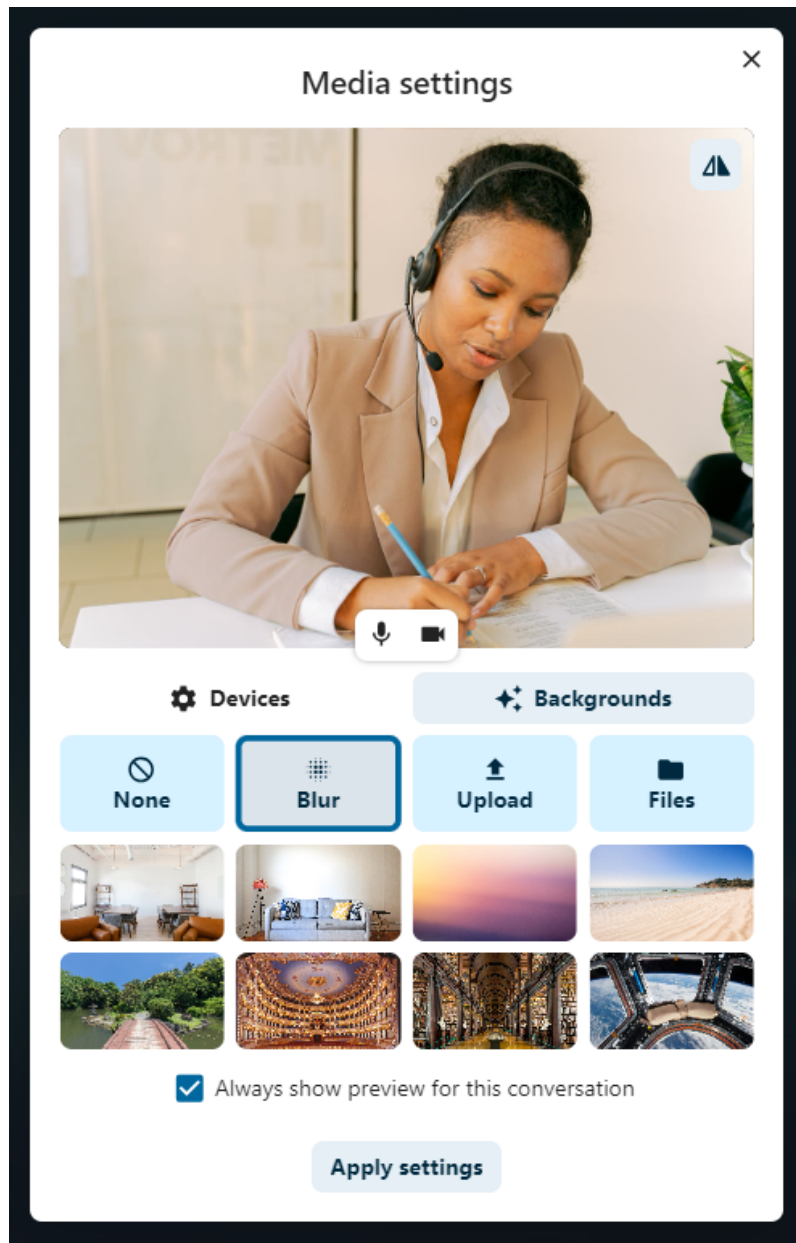 Media settings
Devices
Backgrounds
None
Blur
Upload
Files
Always show preview for this conversation
Apply settings